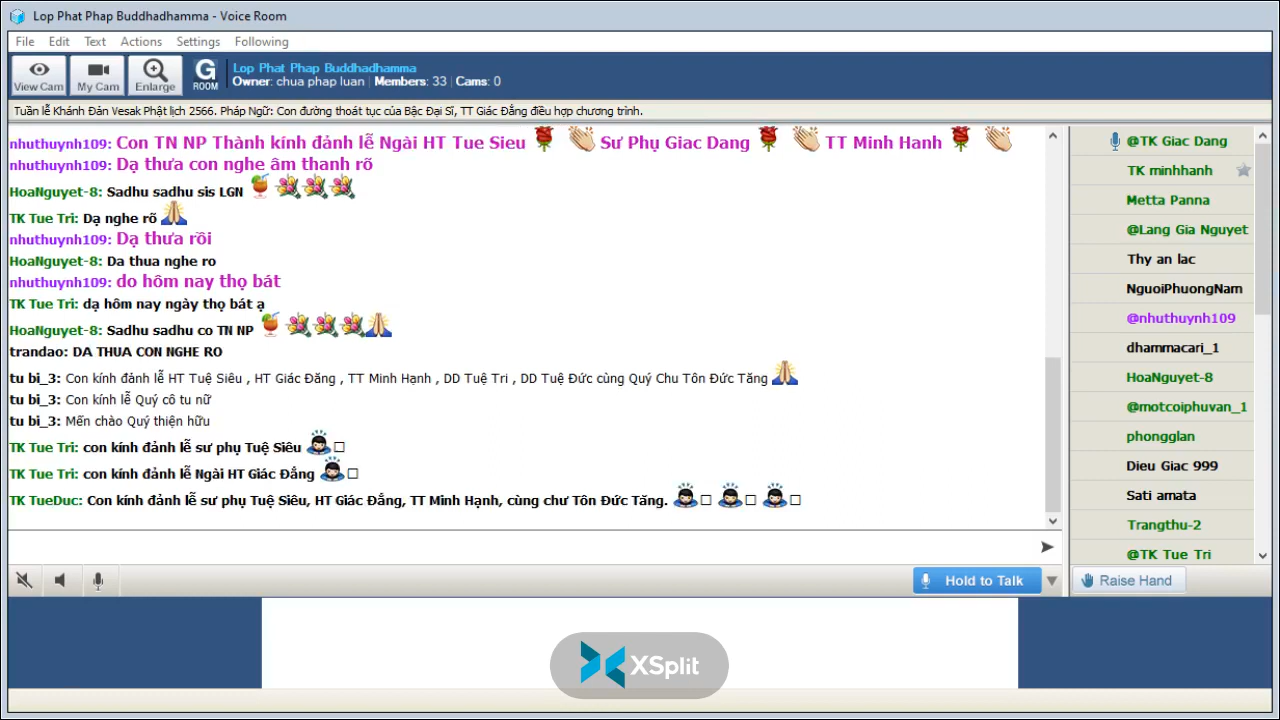 Lop Phat Phap Buddhadhamma - Voice Room
File Edit Text Actions Settings Following
View Cam
My Cam
Enlarge
G ROOM
Lop Phat Phap Buddhadhamma
Owner: chua phap luan | Members: 33 | Cams: 0
Tuần lễ Khánh Đản Vesak Phật lịch 2566. Pháp Ngữ: Con đường thoát tục của Bậc Đại Sĩ, TT Giác Đẳng điều hợp chương trình.
nhuthuynh109: Con TN NP Thành kính đảnh lễ Ngài HT Tue Sieu 🌹 👏 Sư Phụ Giac Dang 🌹 👏 TT Minh Hanh 🌹 👏
nhuthuynh109: Dạ thưa con nghe âm thanh rõ
HoaNguyet-8: Sadhu sadhu sis LGN 🍹 💐 💐 💐
TK Tue Tri: Dạ nghe rõ 🙏
nhuthuynh109: Dạ thưa rồi
HoaNguyet-8: Da thua nghe ro
nhuthuynh109: do hôm nay thọ bát
TK Tue Tri: dạ hôm nay ngày thọ bát ạ
HoaNguyet-8: Sadhu sadhu co TN NP 🍹 💐 💐 💐 🙏
trandao: DA THUA CON NGHE RO
tu bi_3: Con kính đảnh lễ HT Tuệ Siêu , HT Giác Đăng , TT Minh Hạnh , DD Tuệ Tri , DD Tuệ Đức cùng Quý Chu Tôn Đức Tăng 🙏
tu bi_3: Con kính lễ Quý cô tu nữ
tu bi_3: Mến chào Quý thiện hữu
TK Tue Tri: con kính đảnh lễ sư phụ Tuệ Siêu 🙇□
TK Tue Tri: con kính đảnh lễ Ngài HT Giác Đẳng 🙇□
TK TueDuc: Con kính đảnh lễ sư phụ Tuệ Siêu, HT Giác Đẳng, TT Minh Hạnh, cùng chư Tôn Đức Tăng. 🙇□ 🙇□ 🙇□
@TK Giac Dang
TK minhhanh
Metta Panna
@Lang Gia Nguyet
Thy an lac
NguoiPhuongNam
@nhuthuynh109
dhammacari_1
HoaNguyet-8
@motcoiphuvan_1
phongglan
Dieu Giac 999
Sati amata
Trangthu-2
@TK Tue Tri
Hold to Talk
Raise Hand
XSplit